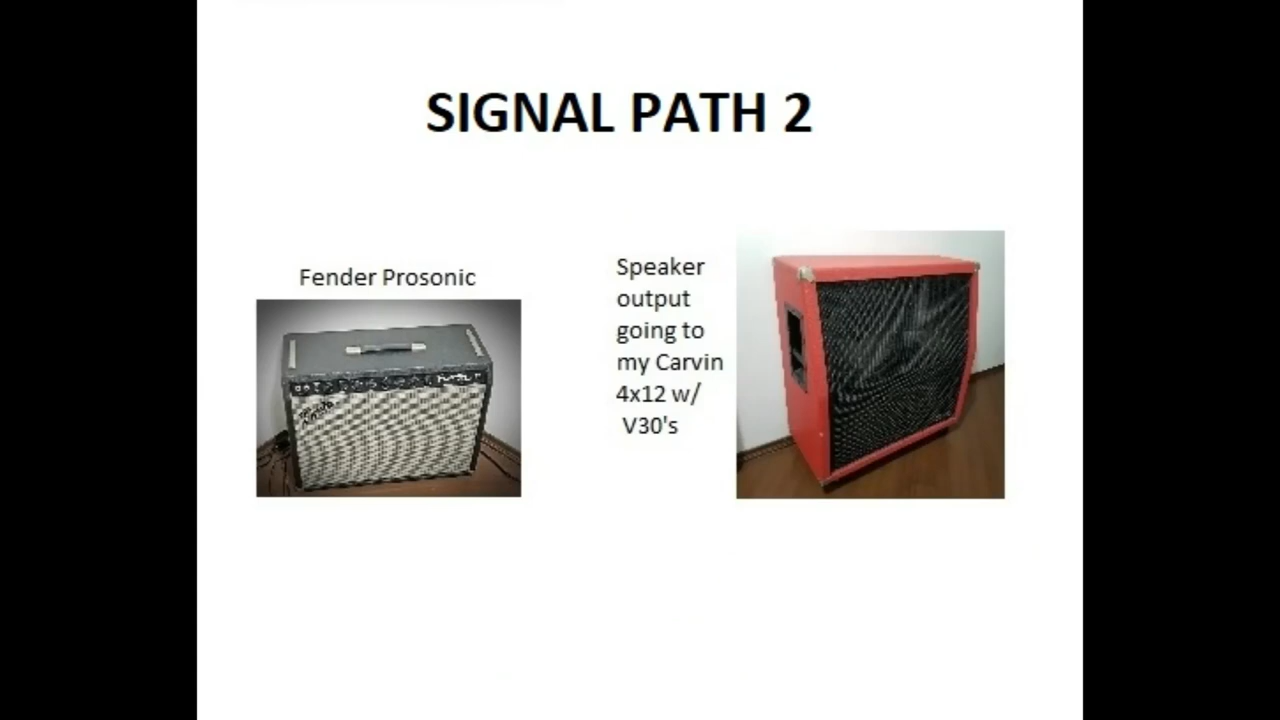 SIGNAL PATH 2
Fender Prosonic
Speaker
output
going to
my Carvin
4x12 w/
V30's